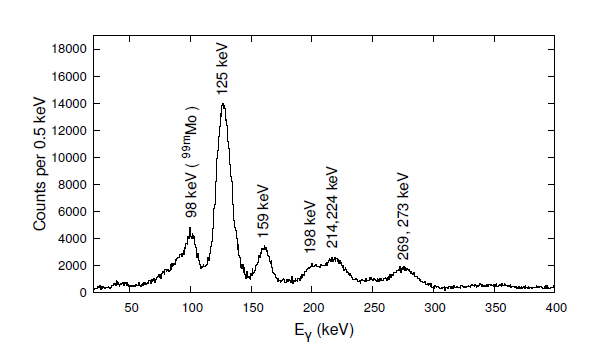 18000
16000
14000
12000
10000
8000
6000
4000
2000
0
Counts per 0.5 keV
98 keV ( 99mMo )
125 keV
159 keV
198 keV
214,224 keV
269, 273 keV
50 100 150 200 250 300 350 400
Eγ (keV)